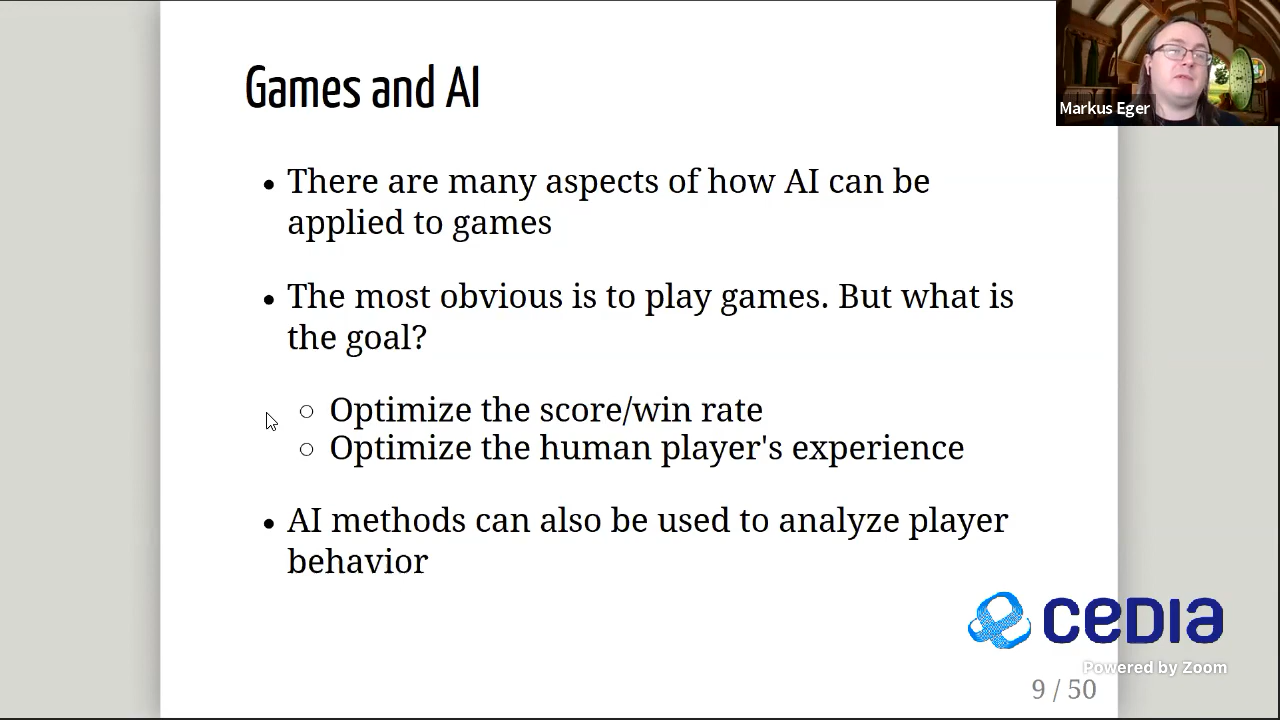 Games and AI
Markus Eger
There are many aspects of how AI can be
applied to games
The most obvious is to play games. But what is
the goal?
Optimize the score/win rate
Optimize the human player's experience
AI methods can also be used to analyze player
behavior
CEDIA
Powered by Zoom
9 / 50